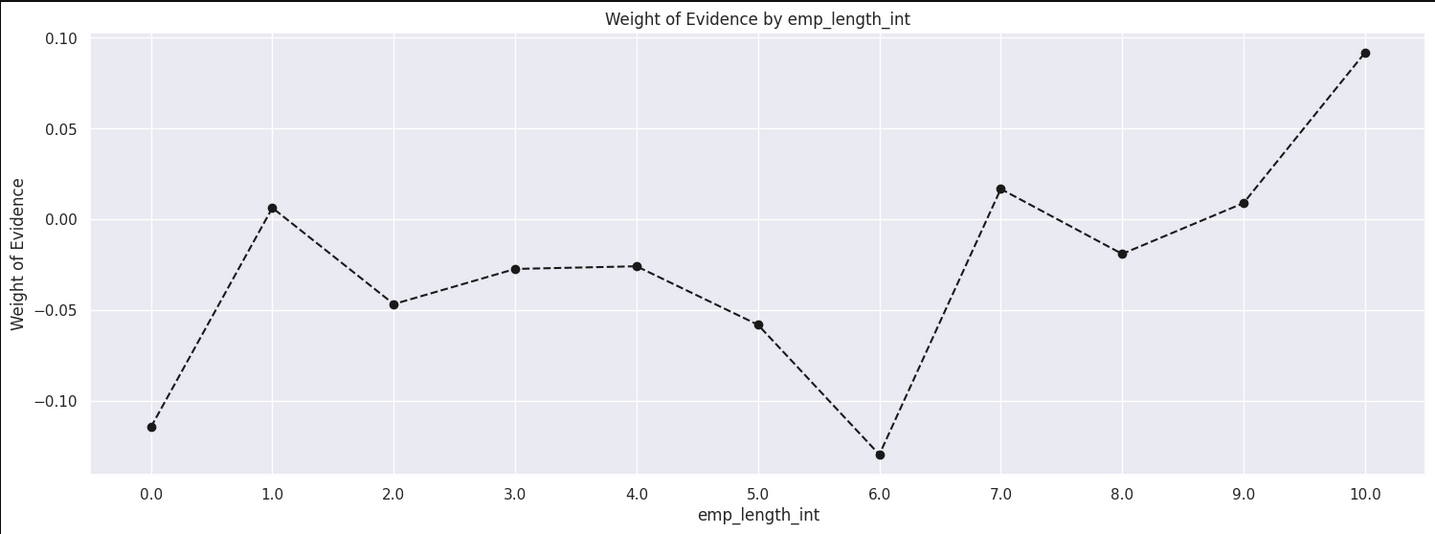 Weight of Evidence by emp_length_int
0.10
0.05
0.00
−0.05
−0.10
Weight of Evidence
0.0 1.0 2.0 3.0 4.0 5.0 6.0 7.0 8.0 9.0 10.0
emp_length_int